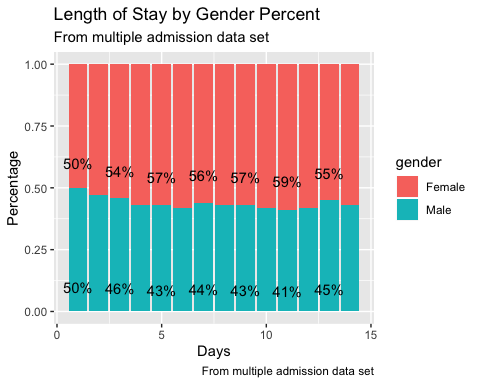 Length of Stay by Gender Percent
From multiple admission data set
Percentage
1.00
0.75
0.50
0.25
0.00
50% 54% 57% 56% 57% 59% 55%
50% 46% 43% 44% 43% 41% 45%
0 5 10 15
Days
gender
Female
Male
From multiple admission data set